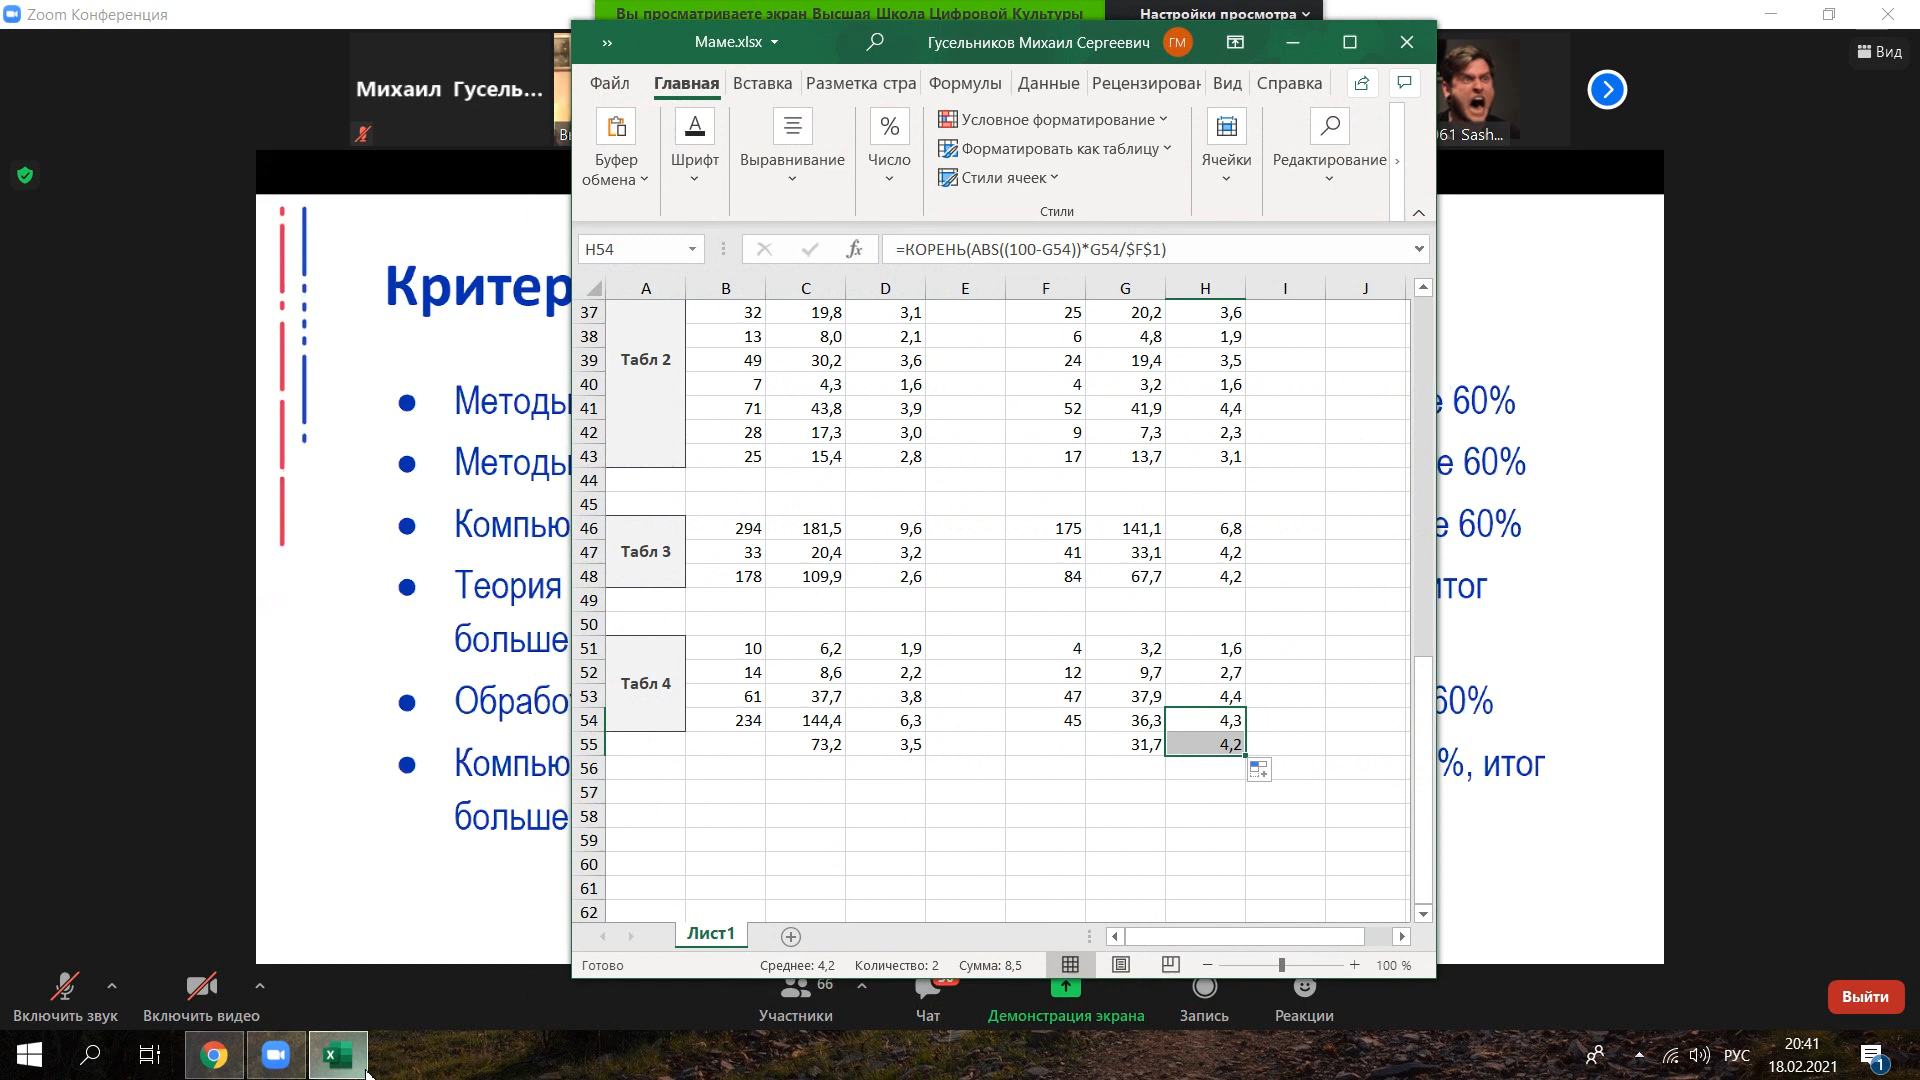 Zoom Конференция
Вы просматриваете экран Высшая Школа Цифровой Культуры
Настройки просмотра
Вид
Михаил Гусель...
061 Sash...
Маме.xlsx
Гусельников Михаил Сергеевич
ГМ
Файл Главная Вставка Разметка стра Формулы Данные Рецензирован Вид Справка
Буфер обмена
Шрифт
Выравнивание
Число
Условное форматирование
Форматировать как таблицу
Стили ячеек
Стили
Ячейки
Редактирование
H54
fx
=КОРЕНЬ(ABS((100-G54))*G54/$F$1)
A B C D E F G H I J
37 32 19,8 3,1 25 20,2 3,6
38 13 8,0 2,1 6 4,8 1,9
39 Табл 2 49 30,2 3,6 24 19,4 3,5
40 7 4,3 1,6 4 3,2 1,6
41 71 43,8 3,9 52 41,9 4,4
42 28 17,3 3,0 9 7,3 2,3
43 25 15,4 2,8 17 13,7 3,1
44
45
46 294 181,5 9,6 175 141,1 6,8
47 Табл 3 33 20,4 3,2 41 33,1 4,2
48 178 109,9 2,6 84 67,7 4,2
49
50
51 10 6,2 1,9 4 3,2 1,6
52 14 8,6 2,2 12 9,7 2,7
Табл 4
53 61 37,7 3,8 47 37,9 4,4
54 234 144,4 6,3 45 36,3 4,3
55 73,2 3,5 31,7 4,2
56
57
58
59
60
61
62
Лист1
Готово
Среднее: 4,2 Количество: 2 Сумма: 8,5
100 %
Критер
Методы
е 60%
Методы
е 60%
Компью
е 60%
Теория
итог
больше
Обрабо
60%
Компью
%, итог
больше
Включить звук
Включить видео
66
Участники
Чат
Демонстрация экрана
Запись
Реакции
Выйти
РУС
20:41
18.02.2021
1